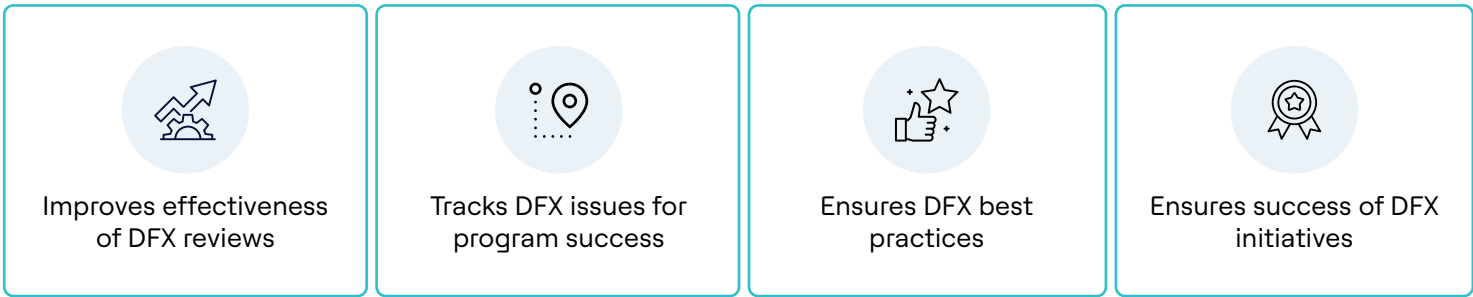 Improves effectiveness
of DFX reviews
Tracks DFX issues for
program success
Ensures DFX best
practices
Ensures success of DFX
initiatives